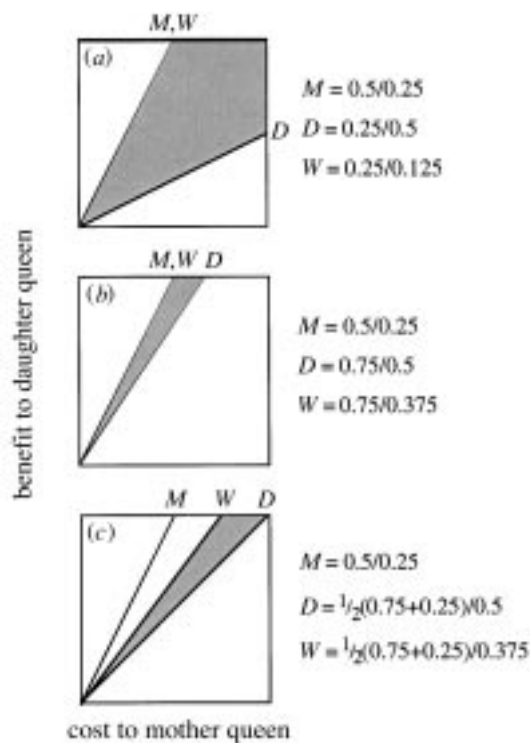 M, W
(a)
D
M = 0.5/0.25
D = 0.25/0.5
W = 0.25/0.125
benefit to daughter queen
M, W D
(b)
M = 0.5/0.25
D = 0.75/0.5
W = 0.75/0.375
M W D
(c)
M = 0.5/0.25
D = 1/2(0.75+0.25)/0.5
W = 1/2(0.75+0.25)/0.375
cost to mother queen